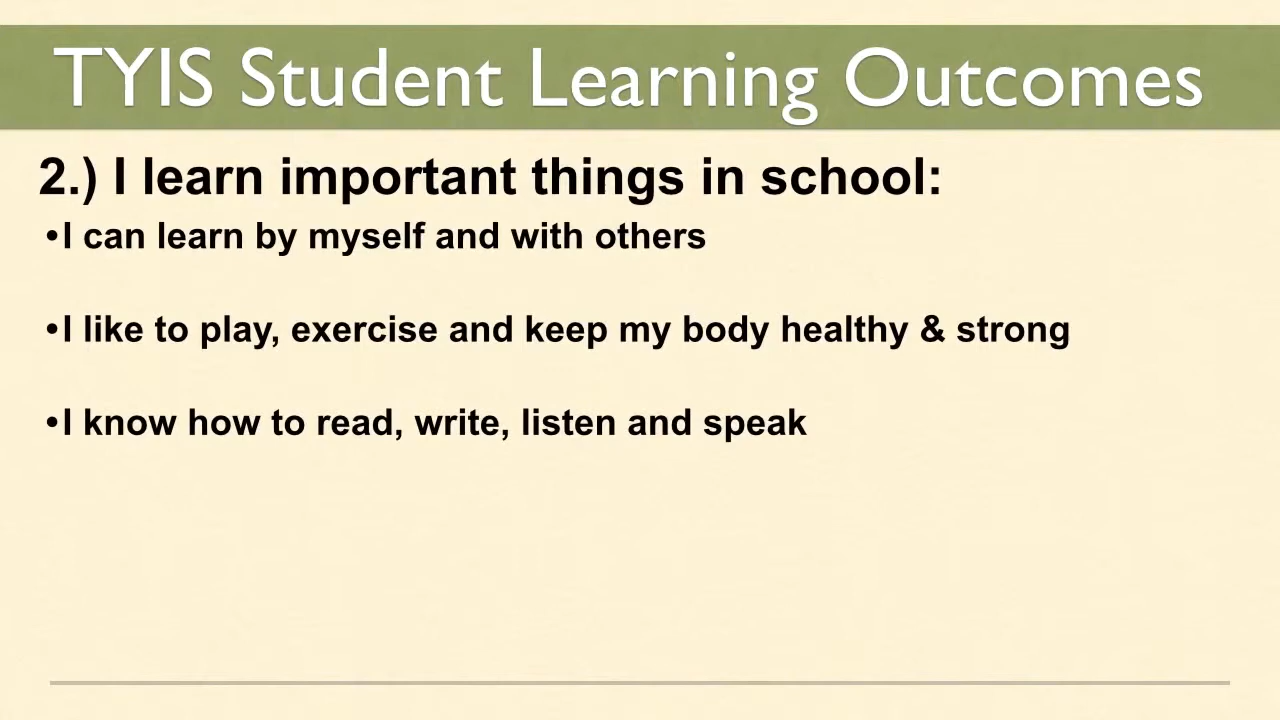 TYIS Student Learning Outcomes
2.) I learn important things in school:
•I can learn by myself and with others
•I like to play, exercise and keep my body healthy & strong
•I know how to read, write, listen and speak